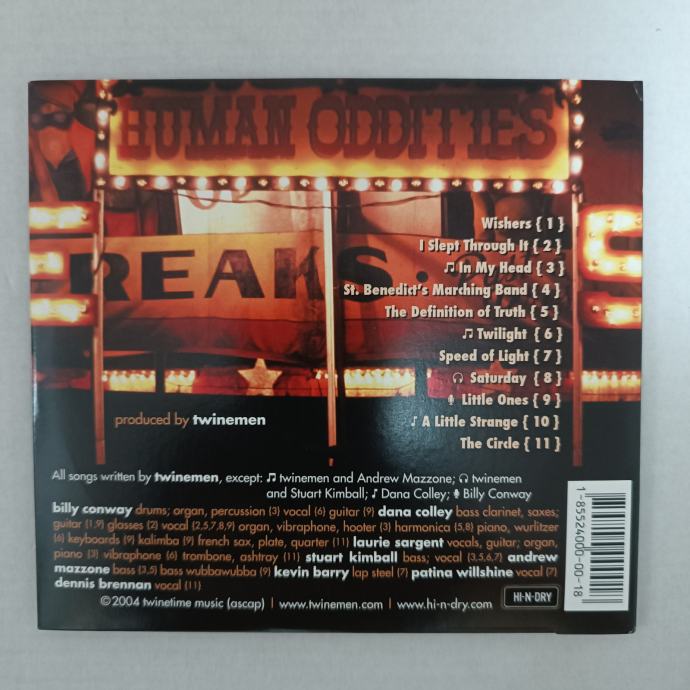 HUMAN ODDITIES
REAKS.
Wishers { 1 }
I Slept Through It { 2 }
♫ In My Head { 3 }
St. Benedict's Marching Band { 4 }
The Definition of Truth { 5 }
♫ Twilight { 6 }
Speed of Light { 7 }
🎧 Saturday { 8 }
🎙 Little Ones { 9 }
♪ A Little Strange { 10 }
The Circle { 11 }
produced by twinemen
All songs written by twinemen, except: ♫ twinemen and Andrew Mazzone; 🎧 twinemen
and Stuart Kimball; ♪ Dana Colley; 🎙 Billy Conway
billy conway drums; organ, percussion (3) vocal (6) guitar (9) dana colley bass clarinet, saxes;
guitar (1,9) glasses (2) vocal (2,5,7,8,9) organ, vibraphone, hooter (3) harmonica (5,8) piano, wurlitzer
(6) keyboards (9) kalimba (9) french sax, plate, quarter (11) laurie sargent vocals, guitar; organ,
piano (3) vibraphone (6) trombone, ashtray (11) stuart kimball bass; vocal (3,5,6,7) andrew
mazzone bass (3,5) bass wubbawubba (9) kevin barry lap steel (7) patina willshine vocal (7)
dennis brennan vocal (11)
©2004 twinetime music (ascap) | www.twinemen.com | www.hi-n-dry.com
HI-N-DRY
1-85524000-00-18